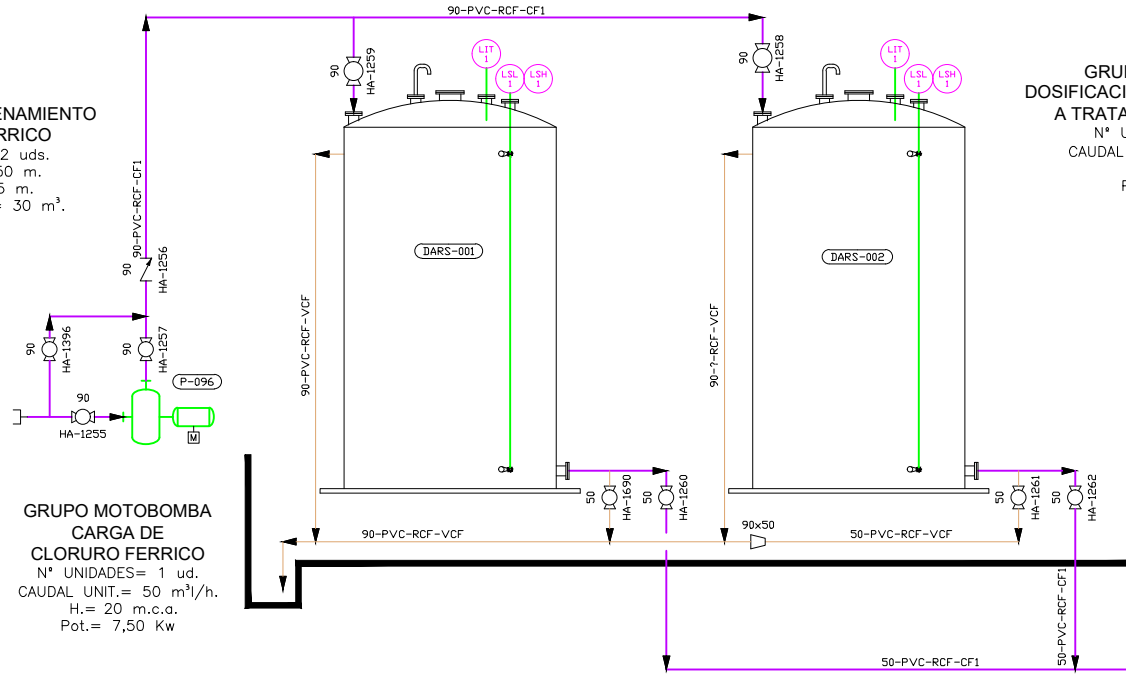 90-PVC-RCF-CF1
90
HA-1259
90
HA-1258
LIT
1
LSL
1
LSH
1
LIT
1
LSL
1
LSH
1
ENAMIENTO
RRICO
2 uds.
50 m.
5 m.
= 30 m³.
GRU
DOSIFICACI
A TRATA
N° U
CAUDAL
P
90-PVC-RCF-CF1
90
HA-1256
90
HA-1396
90
HA-1257
90
HA-1255
P-096
M
DARS-001
DARS-002
90-PVC-RCF-VCF
90-?-RCF-VCF
50
HA-1690
50
HA-1260
50
HA-1261
50
HA-1262
90-PVC-RCF-VCF
90x50
50-PVC-RCF-VCF
GRUPO MOTOBOMBA
CARGA DE
CLORURO FERRICO
N° UNIDADES= 1 ud.
CAUDAL UNIT.= 50 m³l/h.
H.= 20 m.c.a.
Pot.= 7,50 Kw
50-PVC-RCF-CF1
50-PVC-RCF-CF1